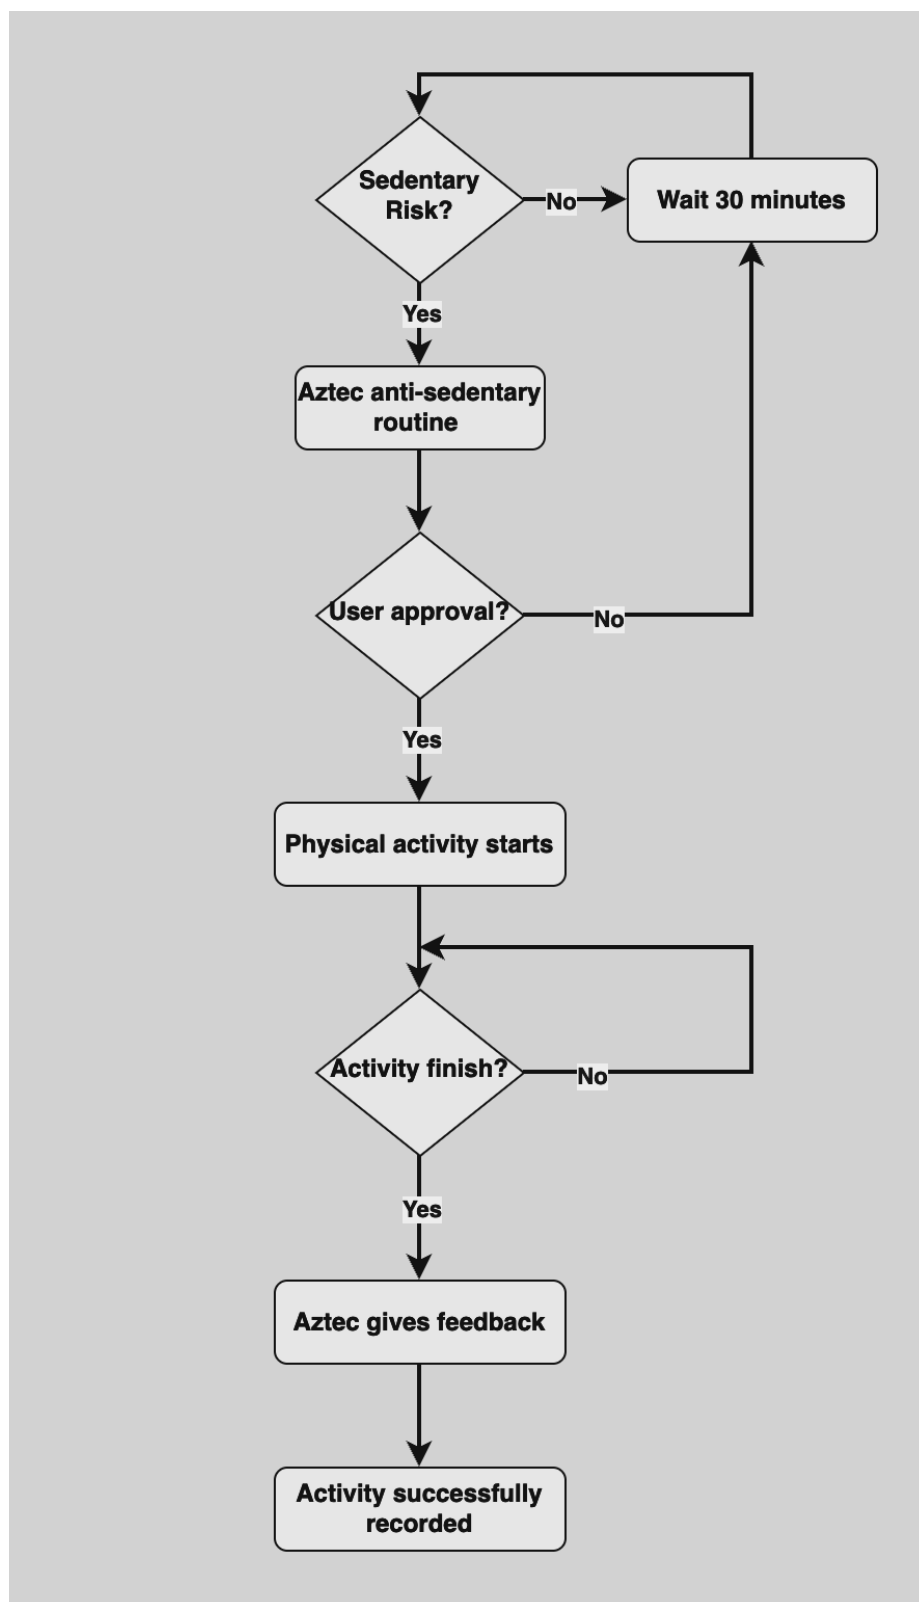 Sedentary
Risk?
No
Wait 30 minutes
Yes
Aztec anti-sedentary
routine
User approval?
No
Yes
Physical activity starts
Activity finish?
No
Yes
Aztec gives feedback
Activity successfully
recorded